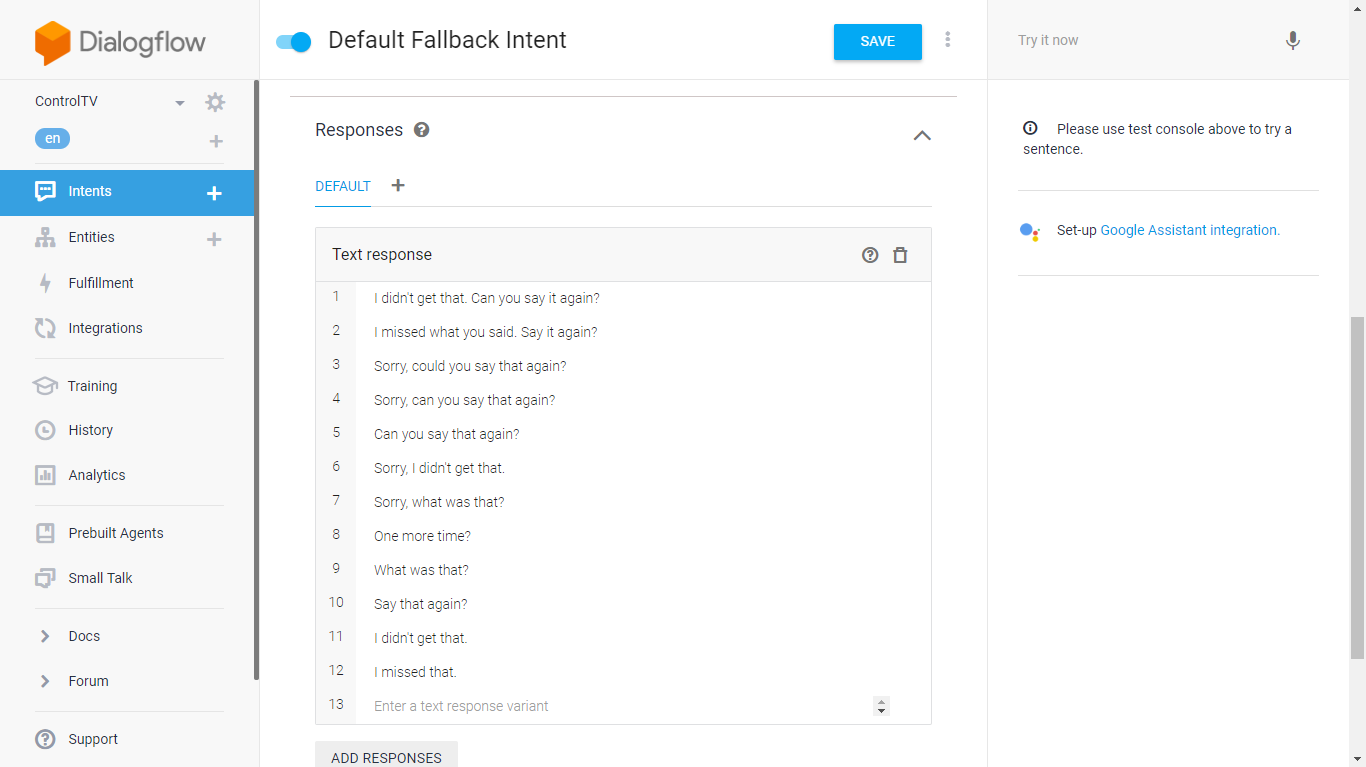 Dialogflow
ControlTV
en
Intents
Entities
Fulfillment
Integrations
Training
History
Analytics
Prebuilt Agents
Small Talk
Docs
Forum
Support
Default Fallback Intent
SAVE
Responses
DEFAULT
Text response
1 I didn't get that. Can you say it again?
2 I missed what you said. Say it again?
3 Sorry, could you say that again?
4 Sorry, can you say that again?
5 Can you say that again?
6 Sorry, I didn't get that.
7 Sorry, what was that?
8 One more time?
9 What was that?
10 Say that again?
11 I didn't get that.
12 I missed that.
13 Enter a text response variant
ADD RESPONSES
Try it now
Please use test console above to try a
sentence.
Set-up Google Assistant integration.